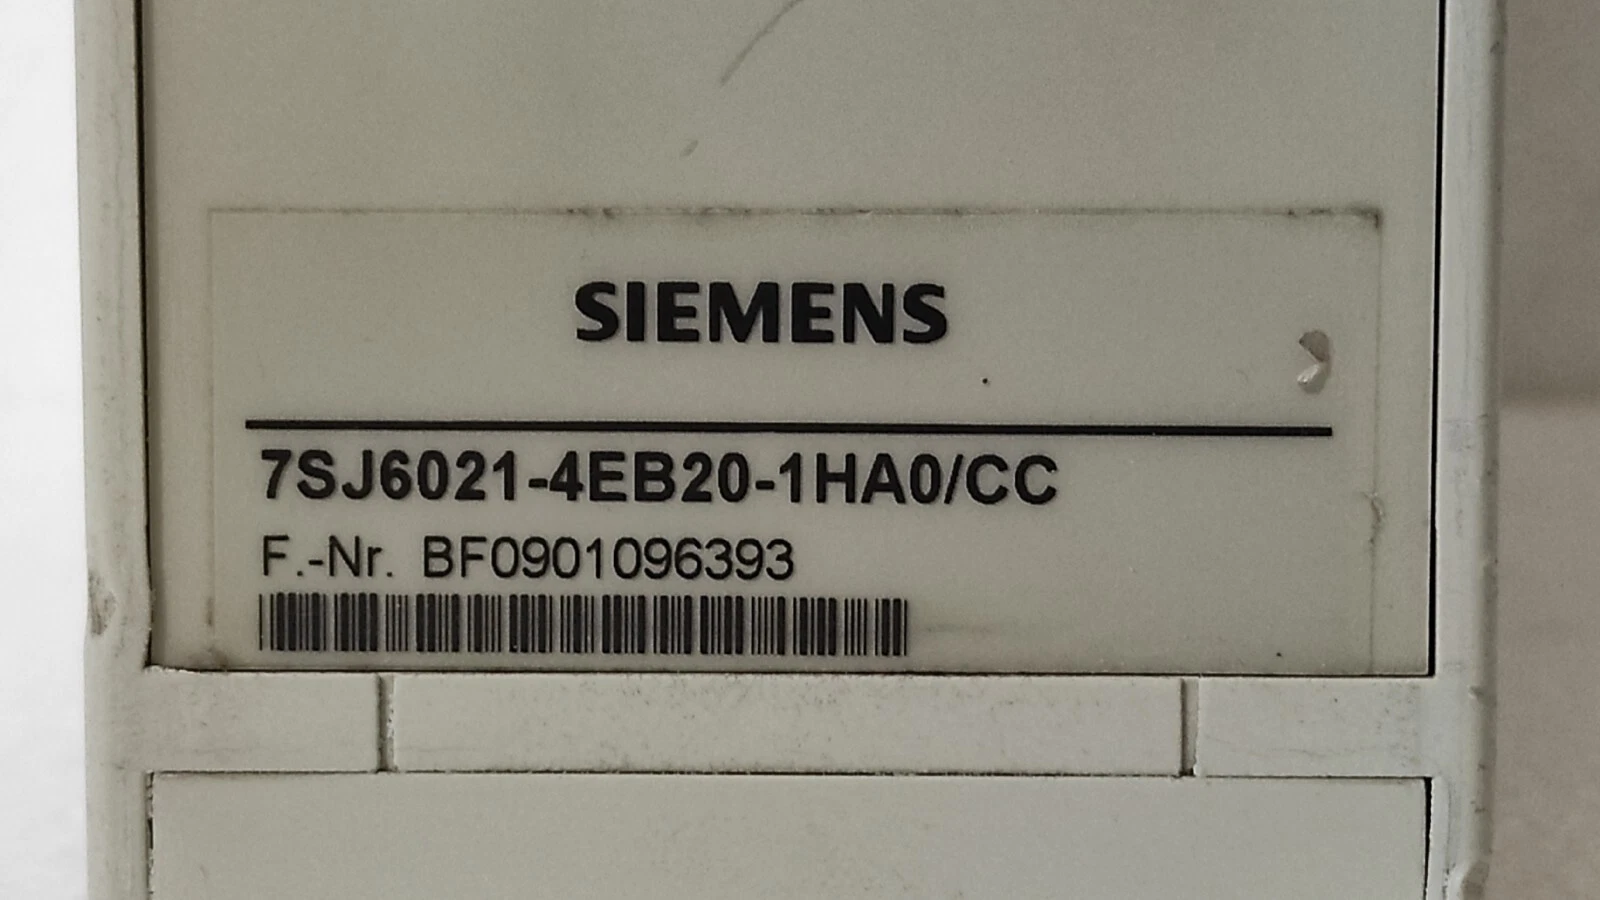 SIEMENS
7SJ6021-4EB20-1HA0/CC
F.-Nr. BF0901096393